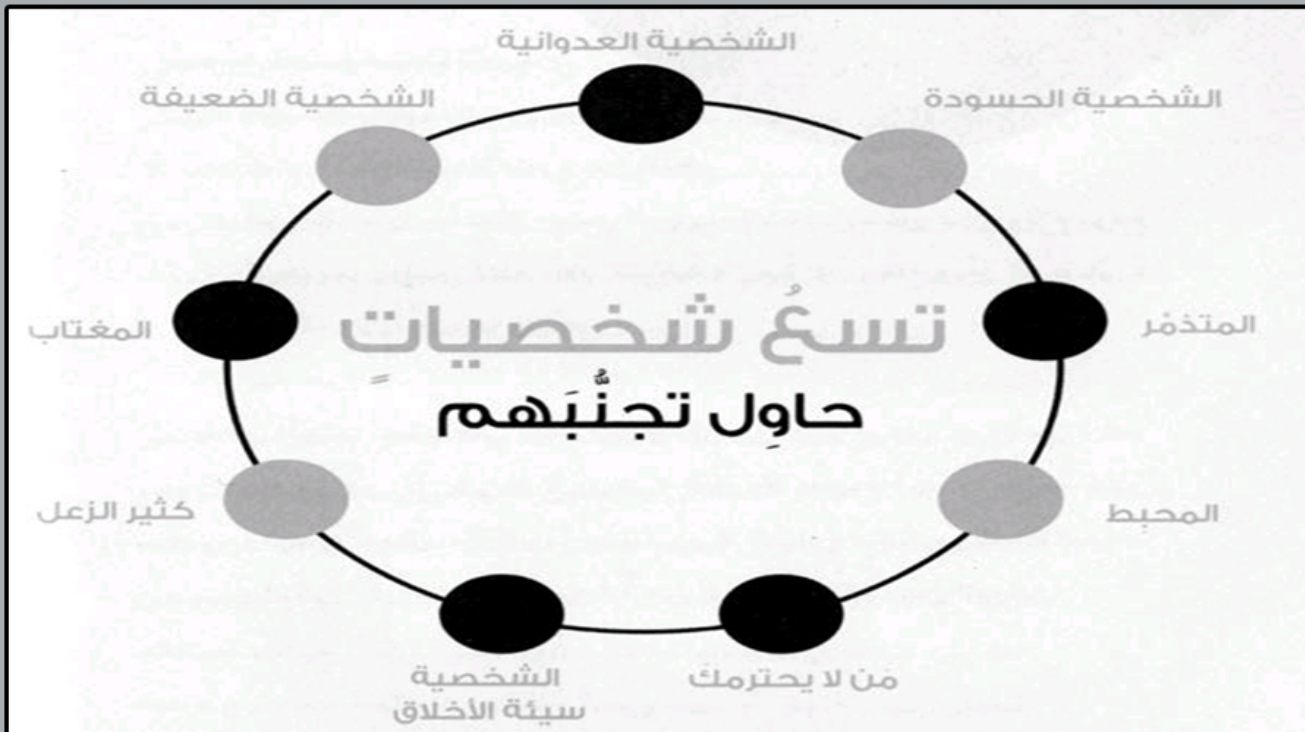 الشخصية العدوانية
الشخصية الحسودة
الشخصية الضعيفة
المتذمّر
المغتاب
تسعُ شخصياتٍ
حاوِل تجنُّبَهم
المحبط
كثير الزعل
مَن لا يحترمك
الشخصية
سيئة الأخلاق